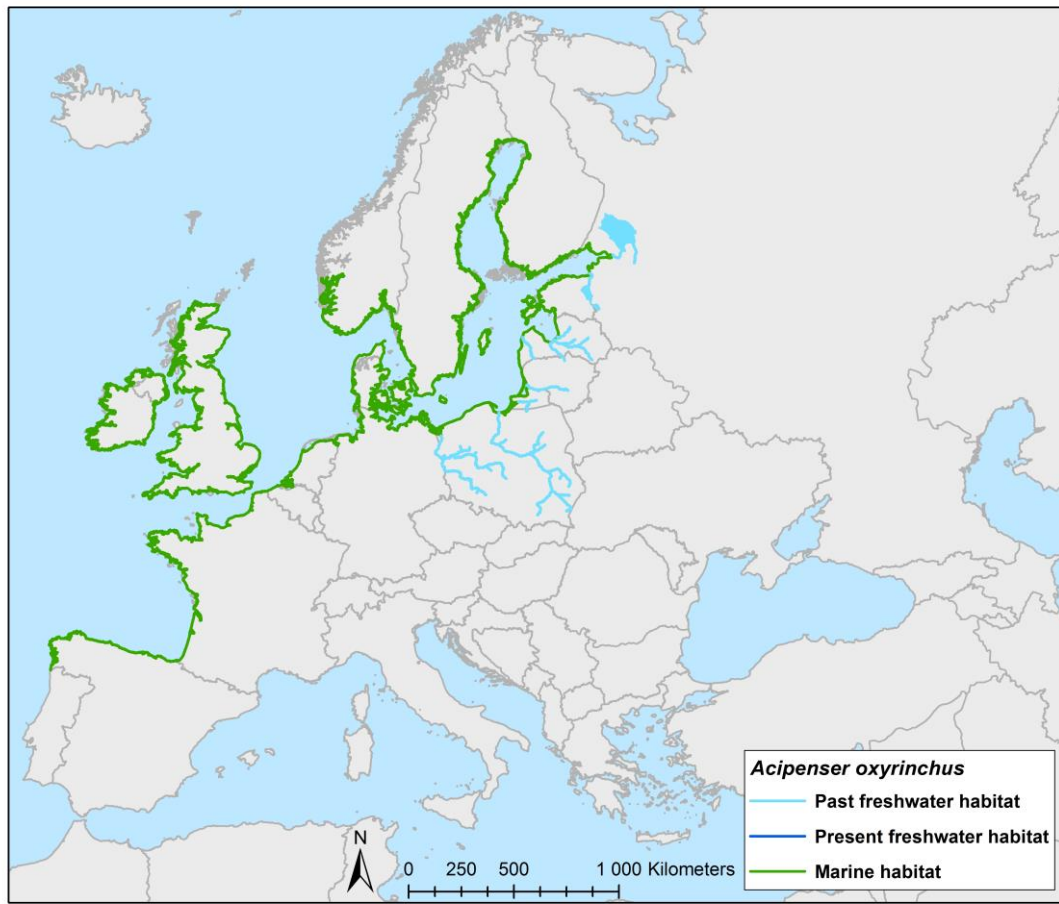 Acipenser oxyrinchus
Past freshwater habitat
Present freshwater habitat
Marine habitat
N
0 250 500 1 000 Kilometers